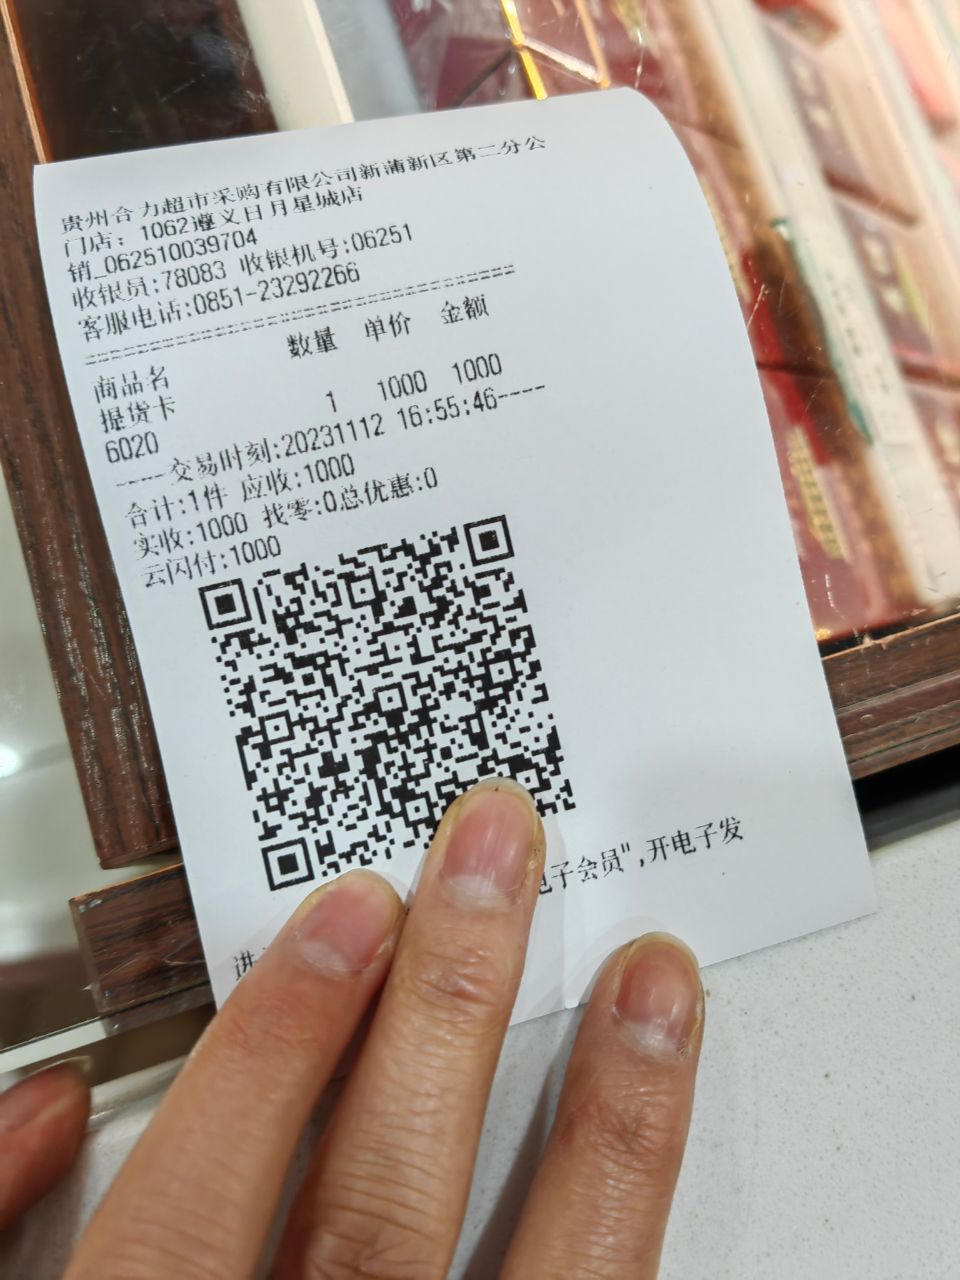 贵州合力超市采购有限公司新蒲新区第二分公
门店：1062遵义日月星城店
销_062510039704
收银员:78083 收银机号:06251
客服电话:0851-23292266
数量 单价 金额
商品名
提货卡
1 1000 1000
6020
----交易时刻:20231112 16:55:46----
合计:1件 应收:1000
实收:1000 找零:0总优惠:0
云闪付:1000
电子会员",开电子发
进